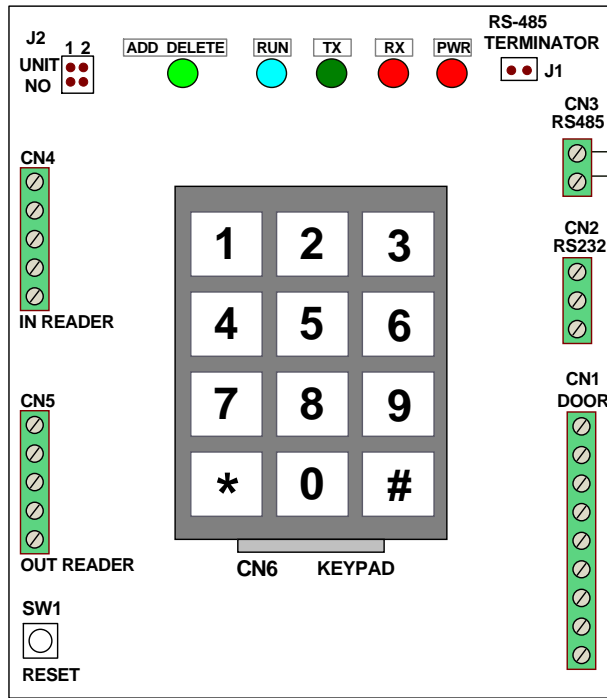 J2
1 2
UNIT
NO
ADD DELETE
RUN
TX
RX
PWR
RS-485
TERMINATOR
J1
CN3
RS485
CN4
IN READER
CN2
RS232
1 2 3
4 5 6
7 8 9
* 0 #
CN5
OUT READER
CN1
DOOR
CN6 KEYPAD
SW1
RESET